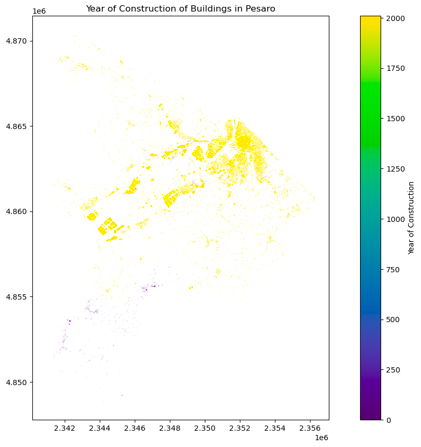 Year of Construction of Buildings in Pesaro
1e6
4.870
4.865
4.860
4.855
4.850
2.342 2.344 2.346 2.348 2.350 2.352 2.354 2.356
1e6
2000
1750
1500
1250
1000
750
500
250
0
Year of Construction